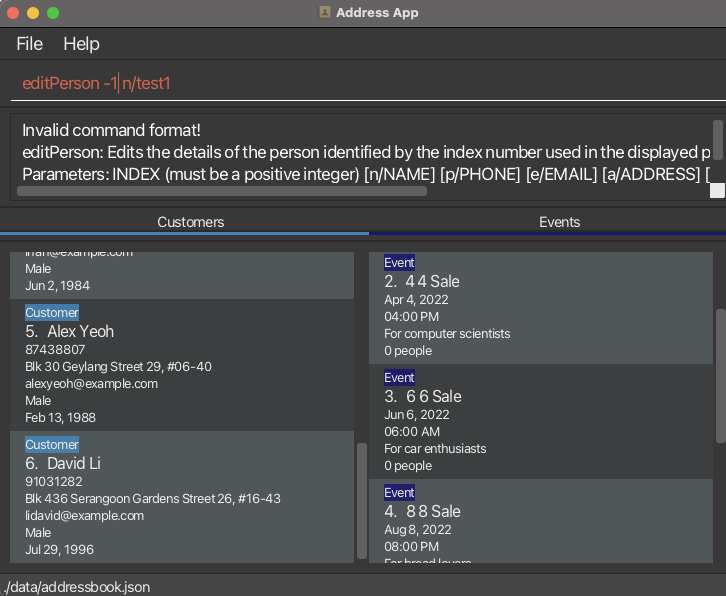 Address App
File Help
editPerson -1 n/test1
Invalid command format!
editPerson: Edits the details of the person identified by the index number used in the displayed p
Parameters: INDEX (must be a positive integer) [n/NAME] [p/PHONE] [e/EMAIL] [a/ADDRESS] [
Customers
Male
Jun 2, 1984
Customer
5. Alex Yeoh
87438807
Blk 30 Geylang Street 29, #06-40
alexyeoh@example.com
Male
Feb 13, 1988
Customer
6. David Li
91031282
Blk 436 Serangoon Gardens Street 26, #16-43
lidavid@example.com
Male
Jul 29, 1996
Events
Event
2. 4 4 Sale
Apr 4, 2022
04:00 PM
For computer scientists
0 people
Event
3. 6 6 Sale
Jun 6, 2022
06:00 AM
For car enthusiasts
0 people
Event
4. 8 8 Sale
Aug 8, 2022
08:00 PM
For bread lovers
./data/addressbook.json